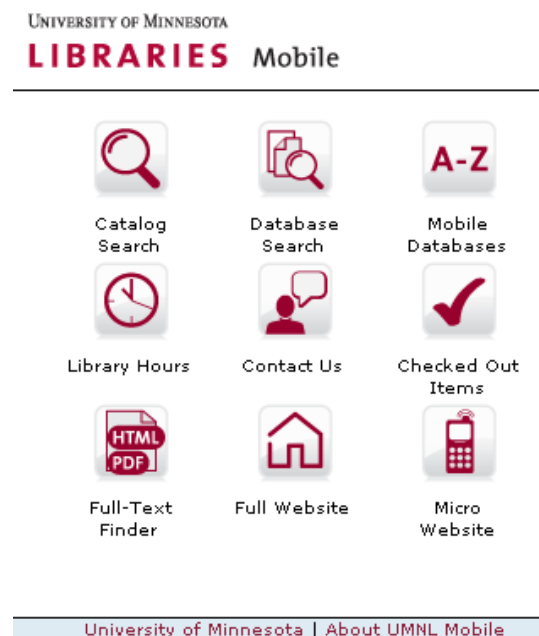 UNIVERSITY OF MINNESOTA
LIBRARIES Mobile
A-Z
Catalog Search
Database Search
Mobile Databases
Library Hours
Contact Us
Checked Out Items
HTML
PDF
Full-Text Finder
Full Website
Micro Website
University of Minnesota | About UMNL Mobile